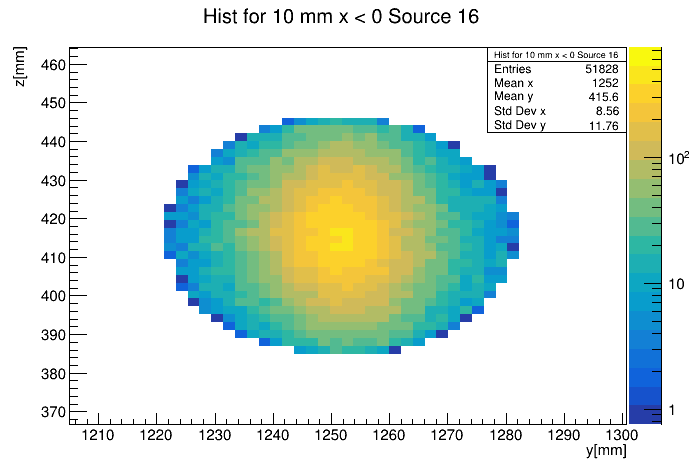 Hist for 10 mm x < 0 Source 16
z[mm]
460
450
440
430
420
410
400
390
380
370
Hist for 10 mm x < 0 Source 16
Entries 51828
Mean x 1252
Mean y 415.6
Std Dev x 8.56
Std Dev y 11.76
10²
10
1
1210 1220 1230 1240 1250 1260 1270 1280 1290 1300
y[mm]